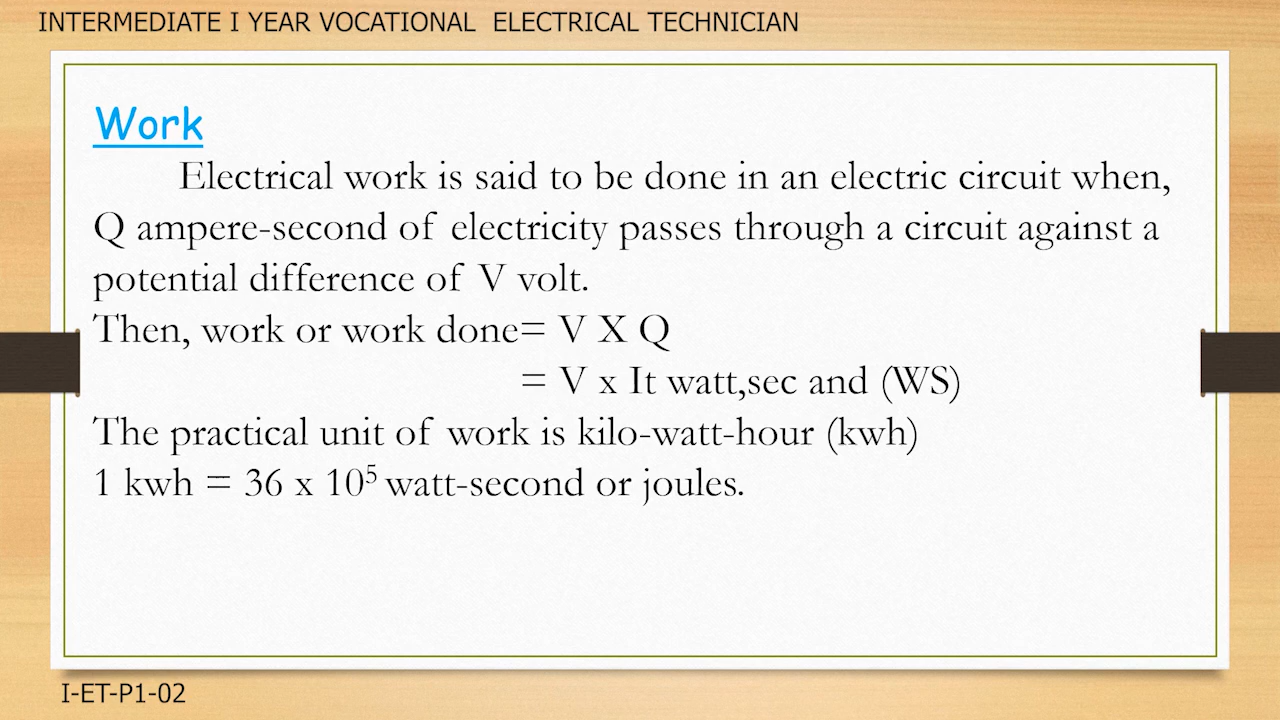 INTERMEDIATE I YEAR VOCATIONAL ELECTRICAL TECHNICIAN
Work
Electrical work is said to be done in an electric circuit when,
Q ampere-second of electricity passes through a circuit against a
potential difference of V volt.
Then, work or work done= V X Q
= V x It watt,sec and (WS)
The practical unit of work is kilo-watt-hour (kwh)
1 kwh = 36 x 10⁵ watt-second or joules.
I-ET-P1-02